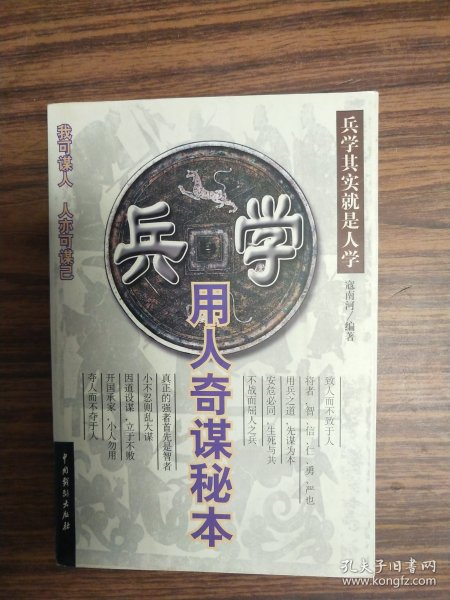 兵学其实就是人学
寇南河/编著
我可谋人 人亦可谋己
兵学
用人奇谋秘本
致人而不致于人
将者,智、信、仁、勇、严也
用兵之道,先谋为本
安危必同,生死与共
不战而屈人之兵
真正的强者首先是智者
小不忍则乱大谋
因道设谋,立于不败
开国承家,小人勿用
夺人而不夺于人
中国戏剧出版社
孔夫子旧书网
www.kongfz.com